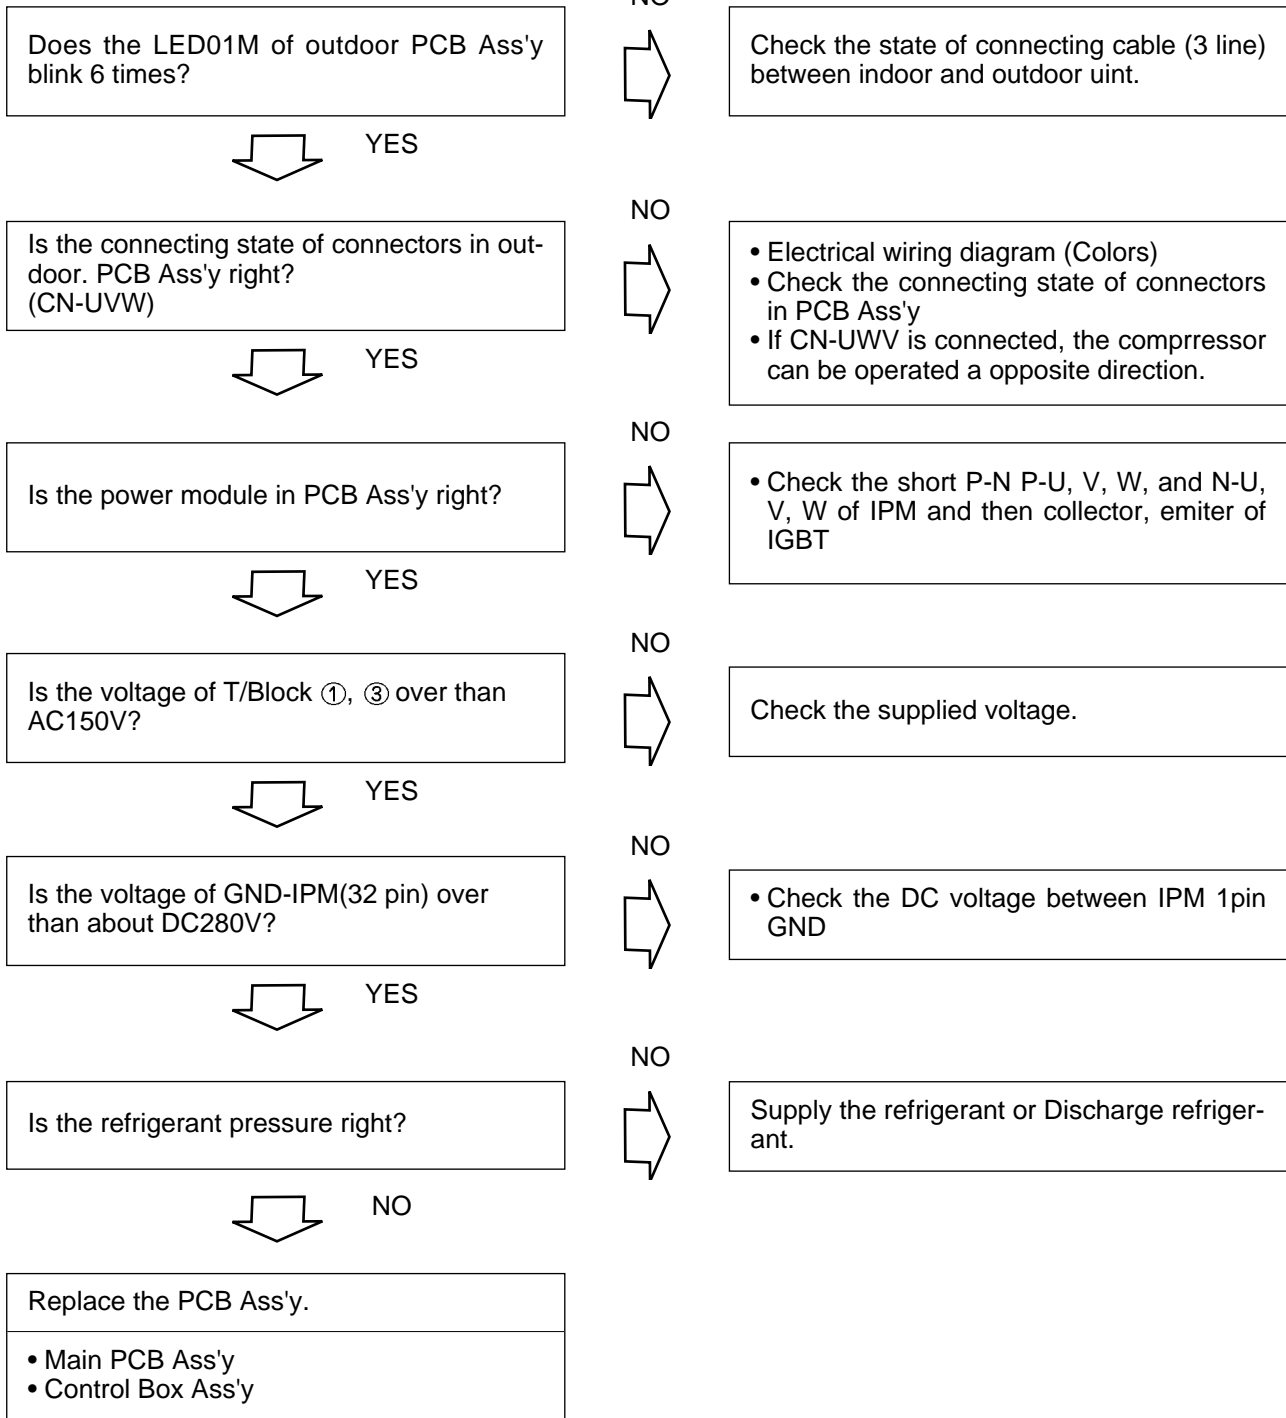 NO
Does the LED01M of outdoor PCB Ass'y
blink 6 times?
Check the state of connecting cable (3 line)
between indoor and outdoor uint.
YES
NO
Is the connecting state of connectors in out-
door. PCB Ass'y right?
(CN-UVW)
• Electrical wiring diagram (Colors)
• Check the connecting state of connectors
in PCB Ass'y
• If CN-UWV is connected, the comprressor
can be operated a opposite direction.
YES
NO
Is the power module in PCB Ass'y right?
• Check the short P-N P-U, V, W, and N-U,
V, W of IPM and then collector, emiter of
IGBT
YES
NO
Is the voltage of T/Block ①, ③ over than
AC150V?
Check the supplied voltage.
YES
NO
Is the voltage of GND-IPM(32 pin) over
than about DC280V?
• Check the DC voltage between IPM 1pin
GND
YES
NO
Is the refrigerant pressure right?
Supply the refrigerant or Discharge refriger-
ant.
NO
Replace the PCB Ass'y.
• Main PCB Ass'y
• Control Box Ass'y